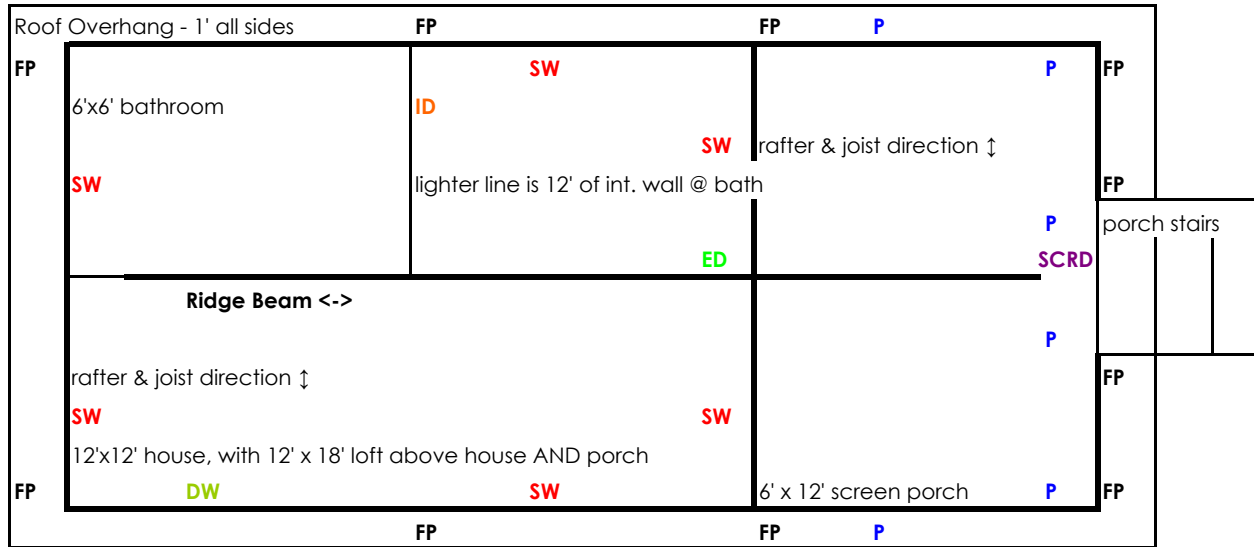 Roof Overhang - 1' all sides FP FP P
FP SW P FP
6'x6' bathroom ID
SW rafter & joist direction ↕
SW lighter line is 12' of int. wall @ bath FP
P porch stairs
ED SCRD
Ridge Beam <->
P
rafter & joist direction ↕ FP
SW SW
12'x12' house, with 12' x 18' loft above house AND porch
FP DW SW 6' x 12' screen porch P FP
FP FP P